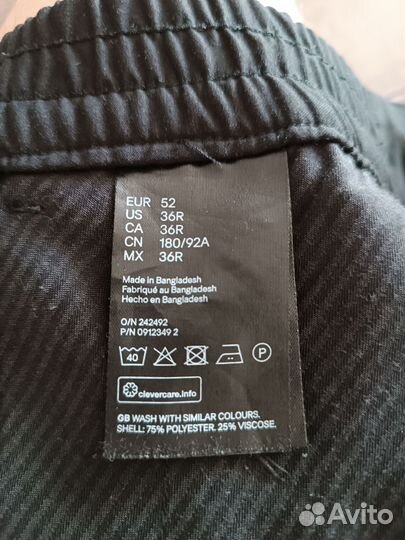 EUR 52
US 36R
CA 36R
CN 180/92A
MX 36R
Made in Bangladesh
Fabriqué au Bangladesh
Hecho en Bangladesh
O/N 242492
P/N 0912349 2
40 P
clevercare.info
GB WASH WITH SIMILAR COLOURS.
SHELL: 75% POLYESTER. 25% VISCOSE.
Avito